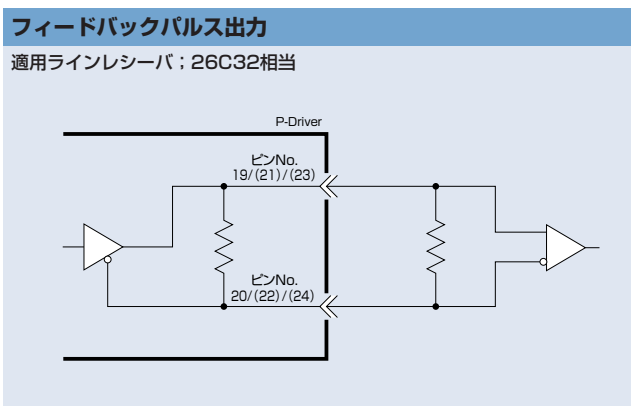 フィードバックパルス出力
適用ラインレシーバ；26C32相当
P-Driver
ピンNo.
19/(21)/(23)
ピンNo.
20/(22)/(24)